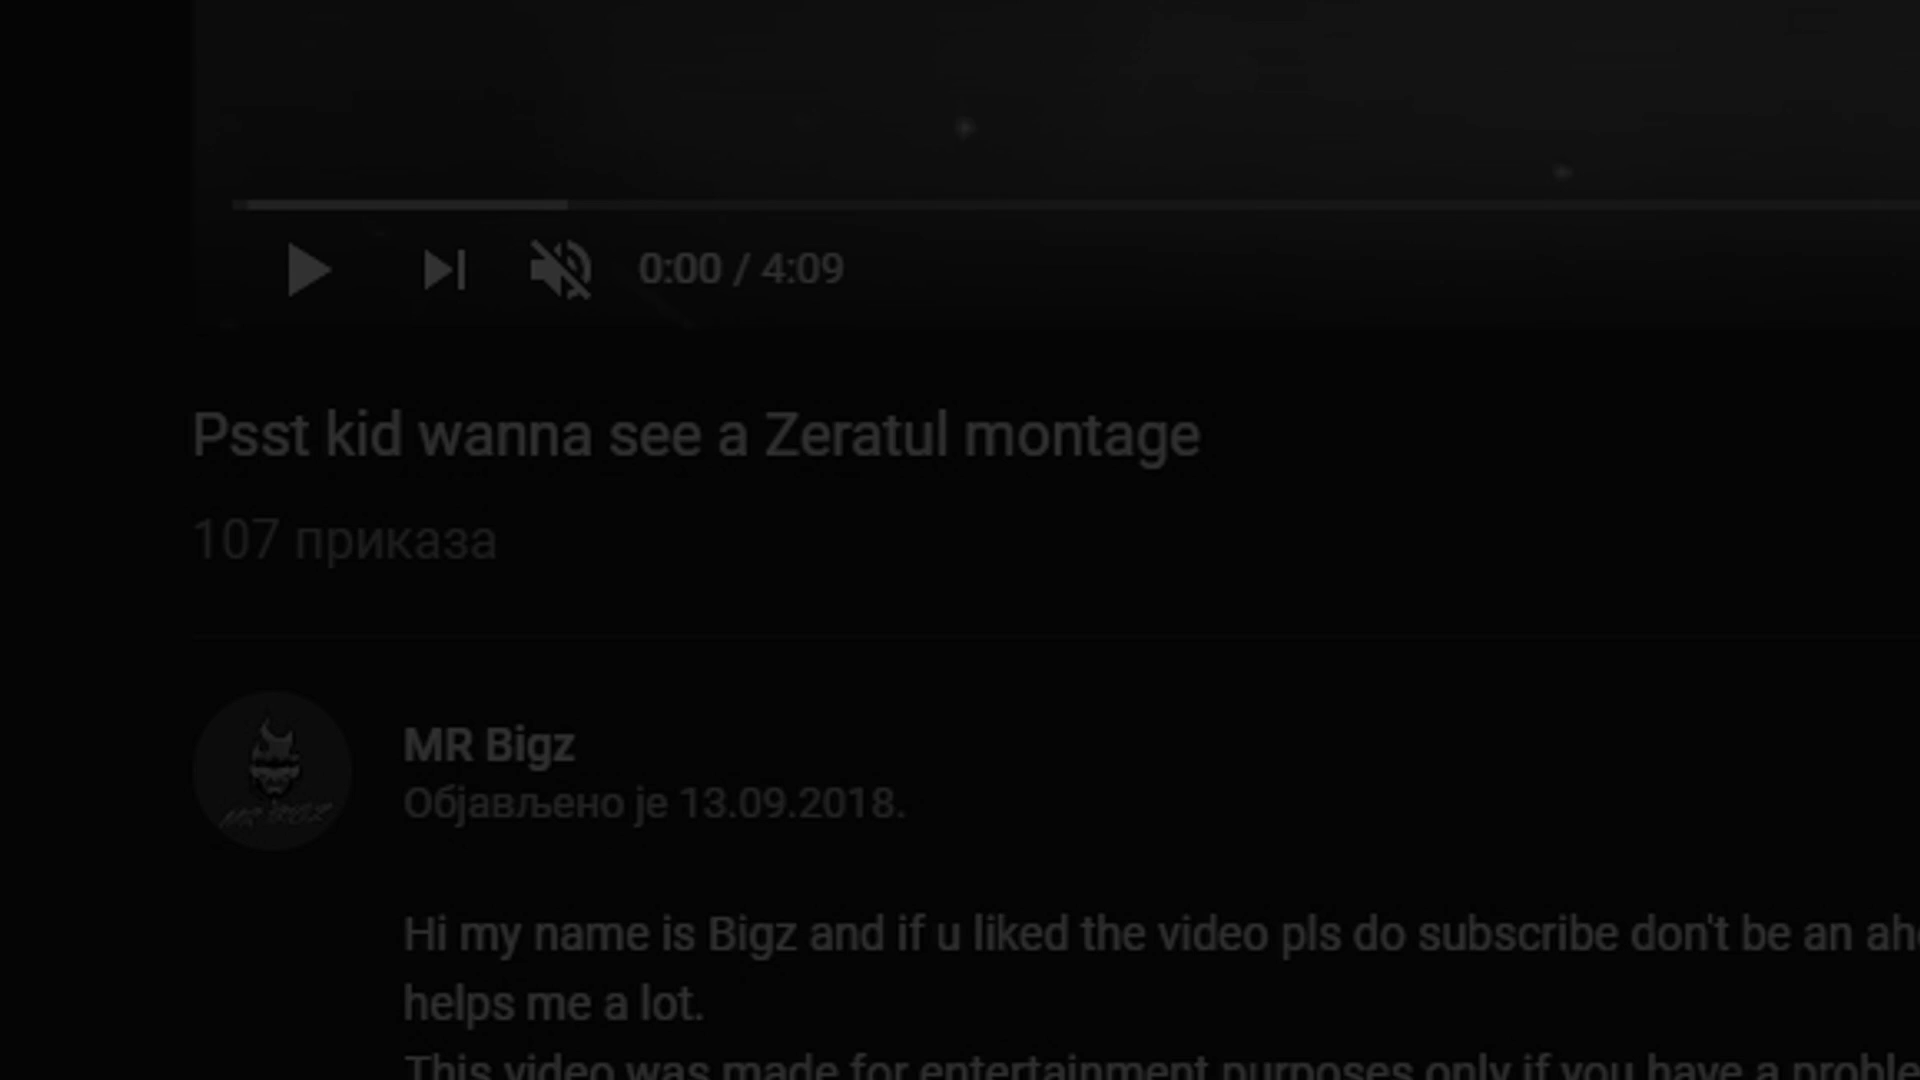 0:00 / 4:09
Psst kid wanna see a Zeratul montage
107 приказа
MR Bigz
Објављено је 13.09.2018.
Hi my name is Bigz and if u liked the video pls do subscribe don't be an
helps me a lot.
This video was made for entertainment purposes only if you have a